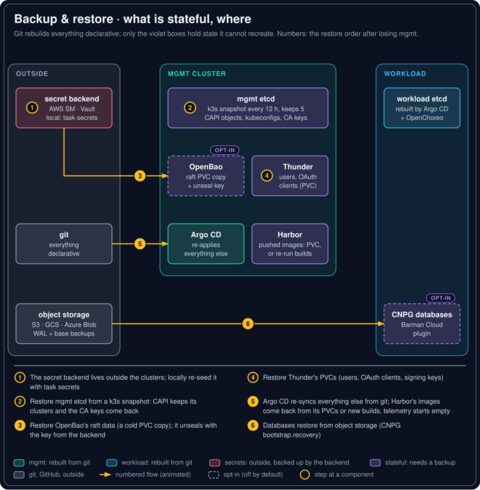 Backup & restore · what is stateful, where
Git rebuilds everything declarative; only the violet boxes hold state it cannot recreate. Numbers: the restore order after losing mgmt.
OUTSIDE
MGMT CLUSTER
WORKLOAD
1
secret backend
AWS SM · Vault
local: task secrets
2
mgmt etcd
k3s snapshot every 12 h, keeps 5
CAPI objects, kubeconfigs, CA keys
workload etcd
rebuilt by Argo CD
+ OpenChoreo
OPT-IN
3
OpenBao
raft PVC copy
+ unseal key
4
Thunder
users, OAuth
clients (PVC)
git
everything
declarative
5
Argo CD
re-applies
everything else
Harbor
pushed images: PVC,
or re-run builds
OPT-IN
object storage
S3 · GCS · Azure Blob
WAL + base backups
6
CNPG databases
Barman Cloud
plugin
1 The secret backend lives outside the clusters; locally re-seed it
with task secrets
2 Restore mgmt etcd from a k3s snapshot: CAPI keeps its
clusters and the CA keys come back
3 Restore OpenBao's raft data (a cold PVC copy); it unseals with
the key from the backend
4 Restore Thunder's PVCs (users, OAuth clients, signing keys)
5 Argo CD re-syncs everything else from git; Harbor's images
come back from its PVCs or new builds, telemetry starts empty
6 Databases restore from object storage (CNPG
bootstrap.recovery)
mgmt: rebuilt from git
workload: rebuilt from git
secrets: outside, backed up by the backend
stateful: needs a backup
git, GitHub, outside
numbered flow (animated)
opt-in (off by default)
step at a component